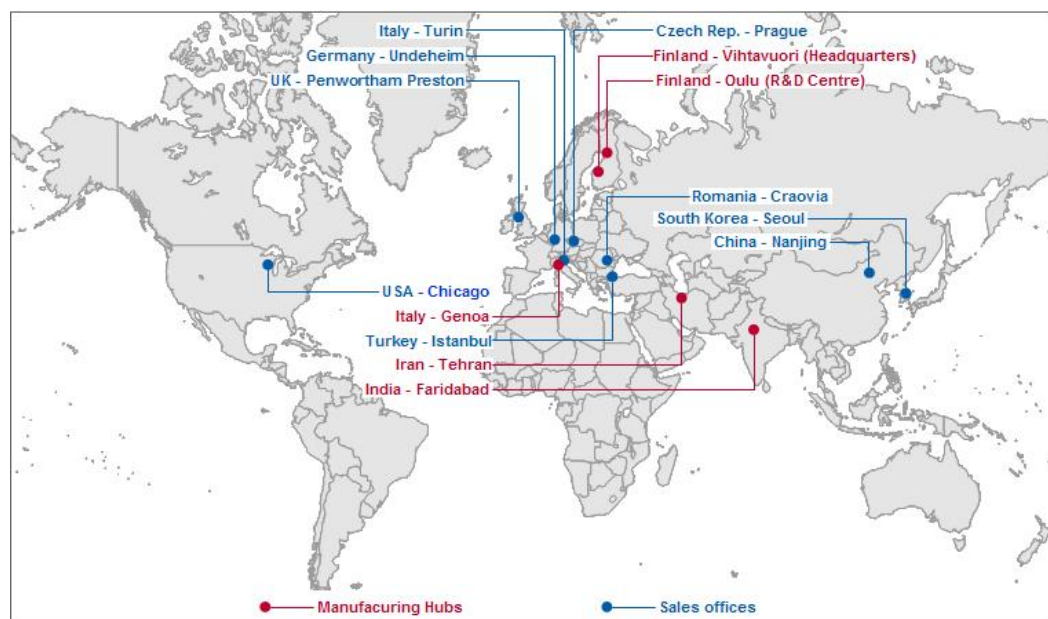 Italy - Turin
Czech Rep. - Prague
Germany - Undeheim
Finland - Vihtavuori (Headquarters)
UK - Penwortham Preston
Finland - Oulu (R&D Centre)
Romania - Craovia
South Korea - Seoul
China - Nanjing
USA - Chicago
Italy - Genoa
Turkey - Istanbul
Iran - Tehran
India - Faridabad
Manufacuring Hubs
Sales offices